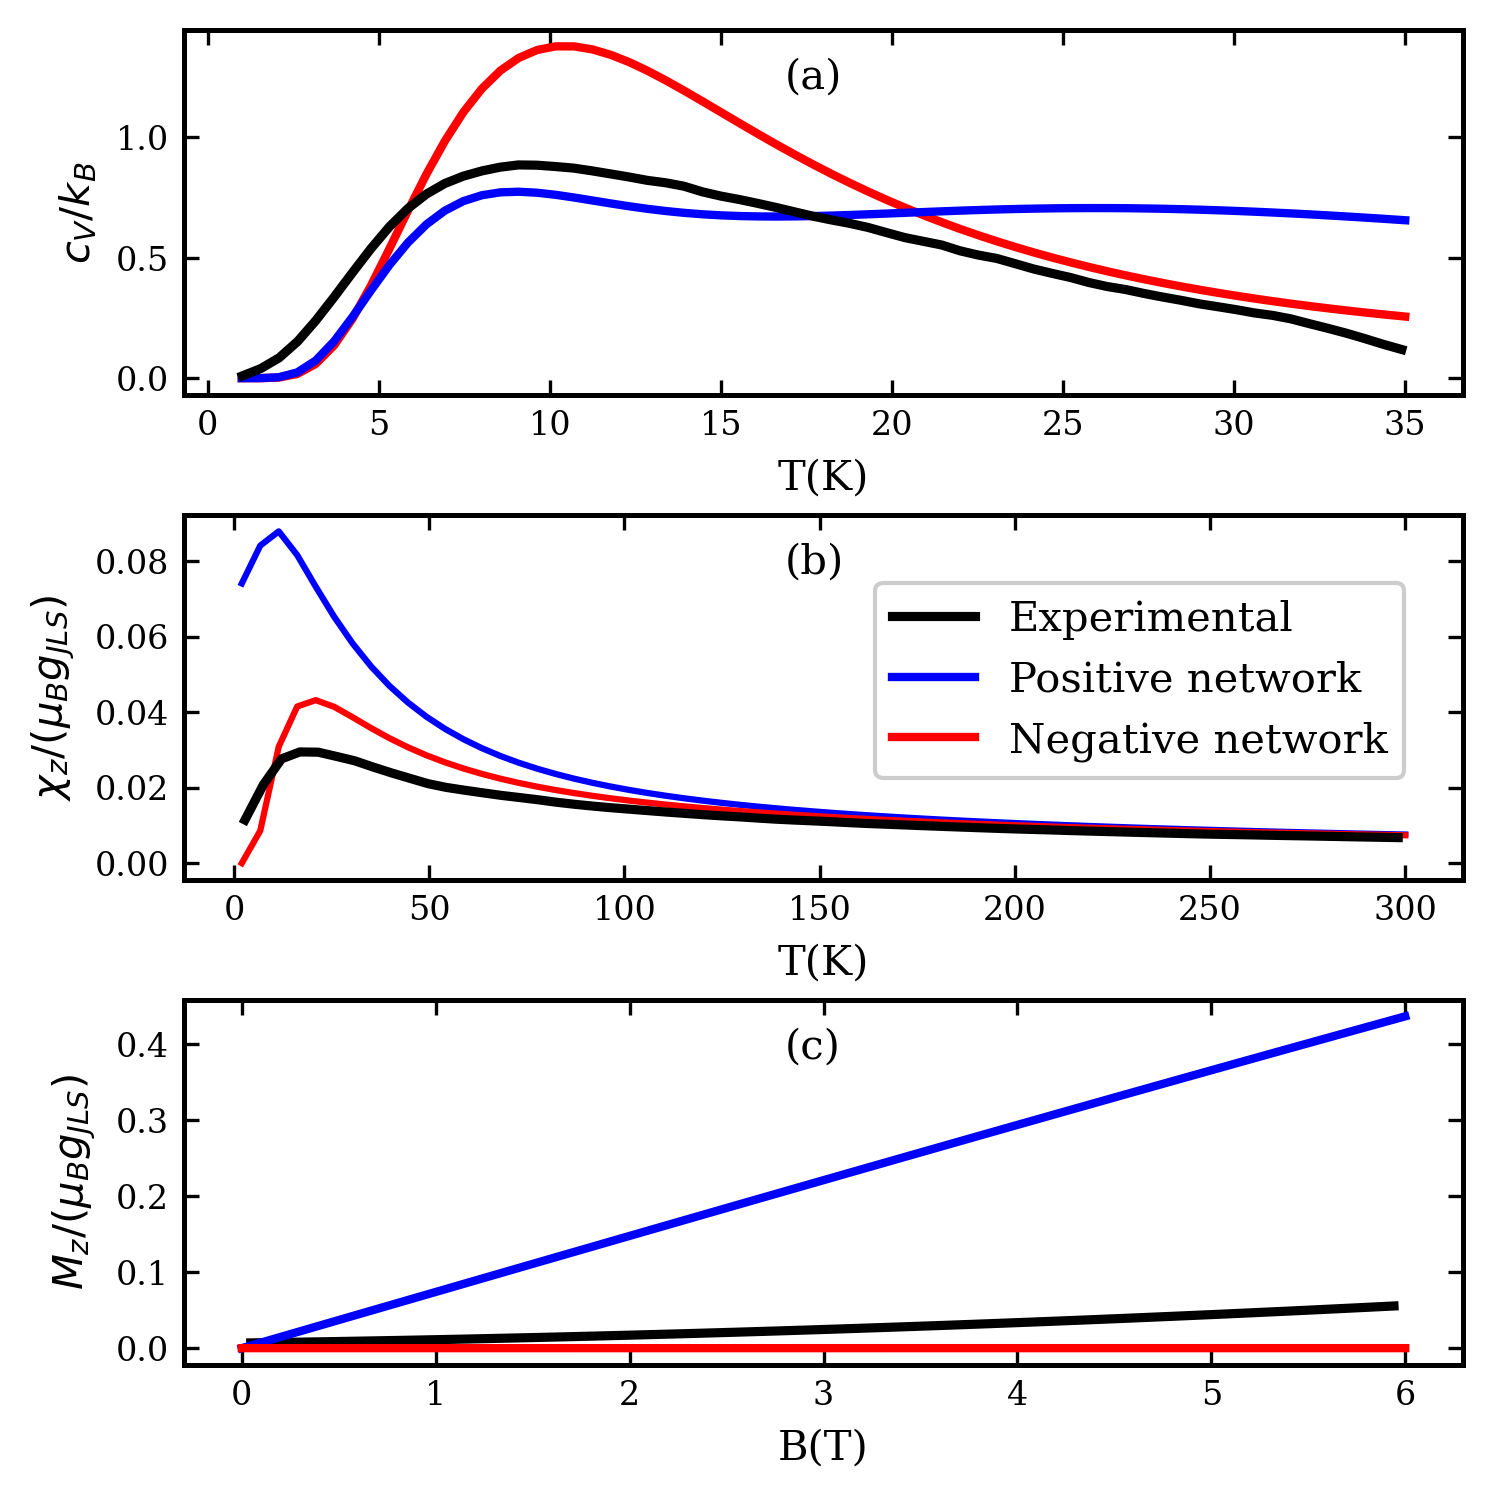 (a)
1.0
0.5
0.0
c_V/k_B
0 5 10 15 20 25 30 35
T(K)
(b)
0.08
0.06
0.04
0.02
0.00
χ_z/(μ_B g_JLS)
Experimental
Positive network
Negative network
0 50 100 150 200 250 300
T(K)
(c)
0.4
0.3
0.2
0.1
0.0
M_z/(μ_B g_JLS)
0 1 2 3 4 5 6
B(T)